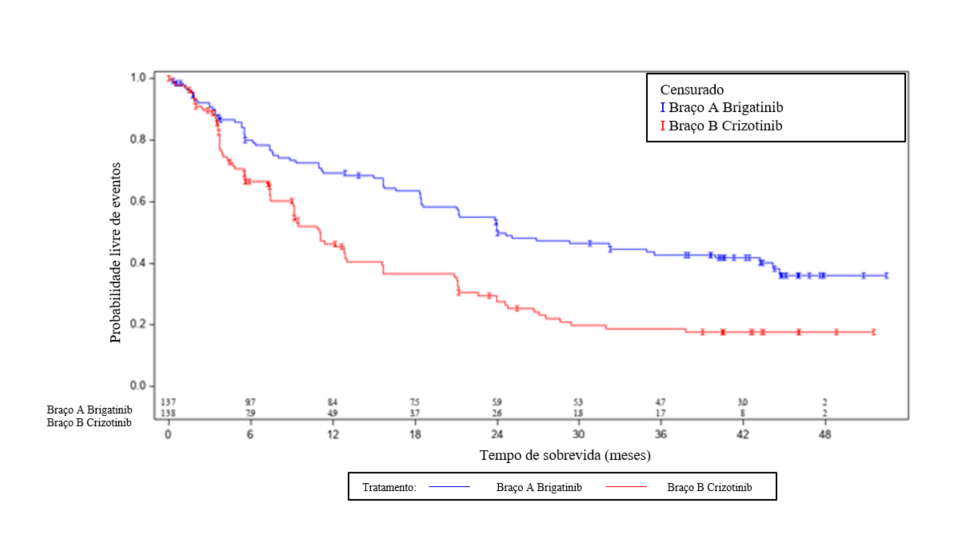 Censurado
I Braço A Brigatinib
I Braço B Crizotinib
Probabilidade livre de eventos
1.0
0.8
0.6
0.4
0.2
0.0
Braço A Brigatinib 137 97 84 75 59 53 47 30 2
Braço B Crizotinib 138 79 49 37 26 18 17 8 2
0 6 12 18 24 30 36 42 48
Tempo de sobrevida (meses)
Tratamento: Braço A Brigatinib Braço B Crizotinib